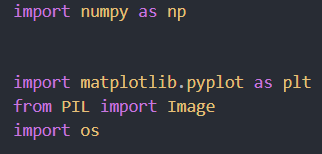 import numpy as np
import matplotlib.pyplot as plt
from PIL import Image
import os